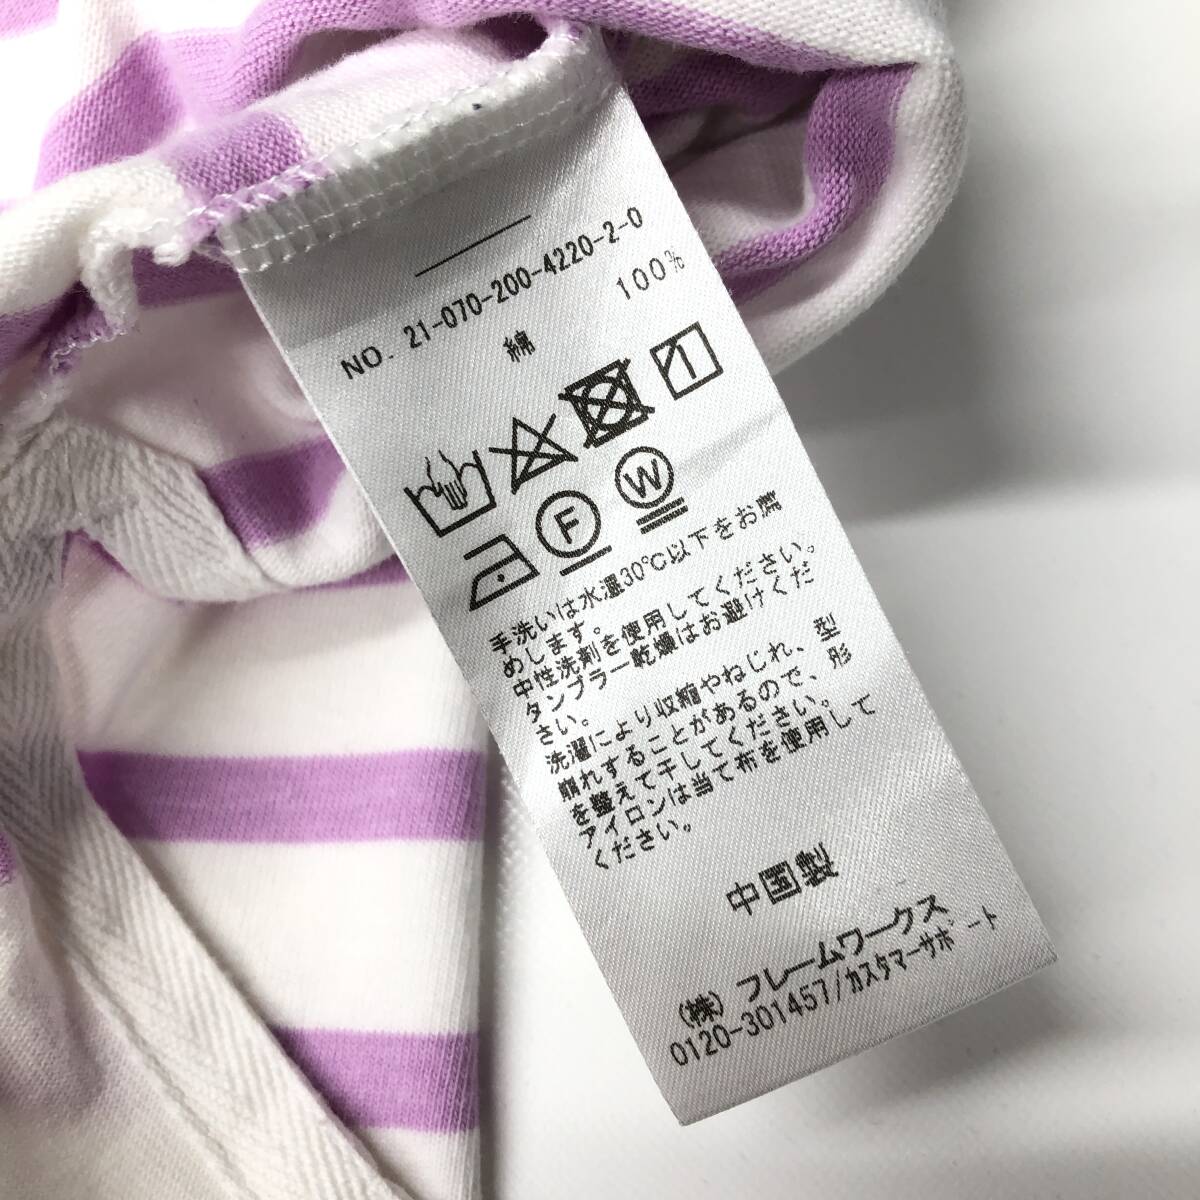 NO. 21-070-200-4220-2-0
綿 100%
1
F W
手洗いは水温30℃以下をお薦
めします。
中性洗剤を使用してください。
タンブラー乾燥はお避けくだ
さい。
洗濯により収縮やねじれ、型
崩れすることがあるので、形
を整えて干してください。
アイロンは当て布を使用して
ください。
中国製
(株) フレームワークス
0120-301457/カスタマーサポート